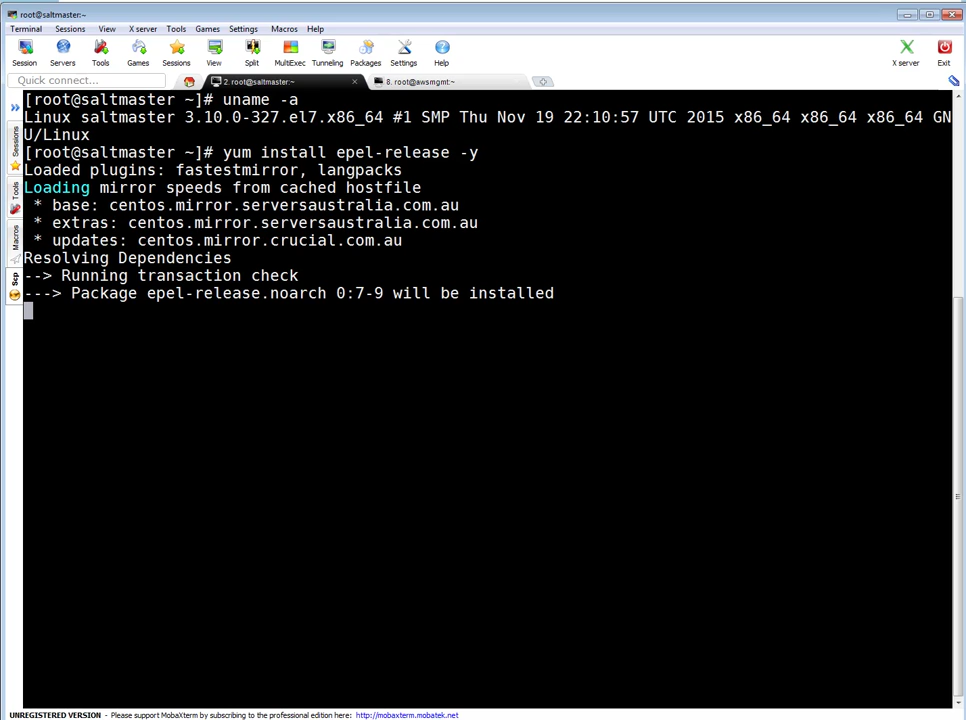 root@saltmaster:~
Terminal Sessions View X server Tools Games Settings Macros Help
Session Servers Tools Games Sessions View Split MultiExec Tunneling Packages Settings Help X server Exit
Quick connect... 2. root@saltmaster:~ 8. root@awsmgmt:~
Sessions
Tools
Macros
Scp
[root@saltmaster ~]# uname -a
Linux saltmaster 3.10.0-327.el7.x86_64 #1 SMP Thu Nov 19 22:10:57 UTC 2015 x86_64 x86_64 x86_64 GN
U/Linux
[root@saltmaster ~]# yum install epel-release -y
Loaded plugins: fastestmirror, langpacks
Loading mirror speeds from cached hostfile
 * base: centos.mirror.serversaustralia.com.au
 * extras: centos.mirror.serversaustralia.com.au
 * updates: centos.mirror.crucial.com.au
Resolving Dependencies
--> Running transaction check
---> Package epel-release.noarch 0:7-9 will be installed
UNREGISTERED VERSION - Please support MobaXterm by subscribing to the professional edition here: http://mobaxterm.mobatek.net